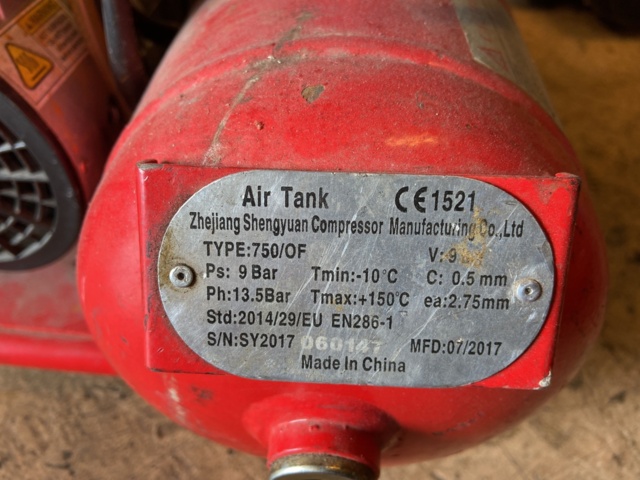 Air Tank CE1521
Zhejiang Shengyuan Compressor Manufacturing Co.,Ltd
TYPE:750/OF V: 9
Ps: 9 Bar Tmin:-10°C C: 0.5 mm
Ph:13.5Bar Tmax:+150°C ea:2.75mm
Std:2014/29/EU EN286-1
S/N:SY2017 060147 MFD:07/2017
Made In China